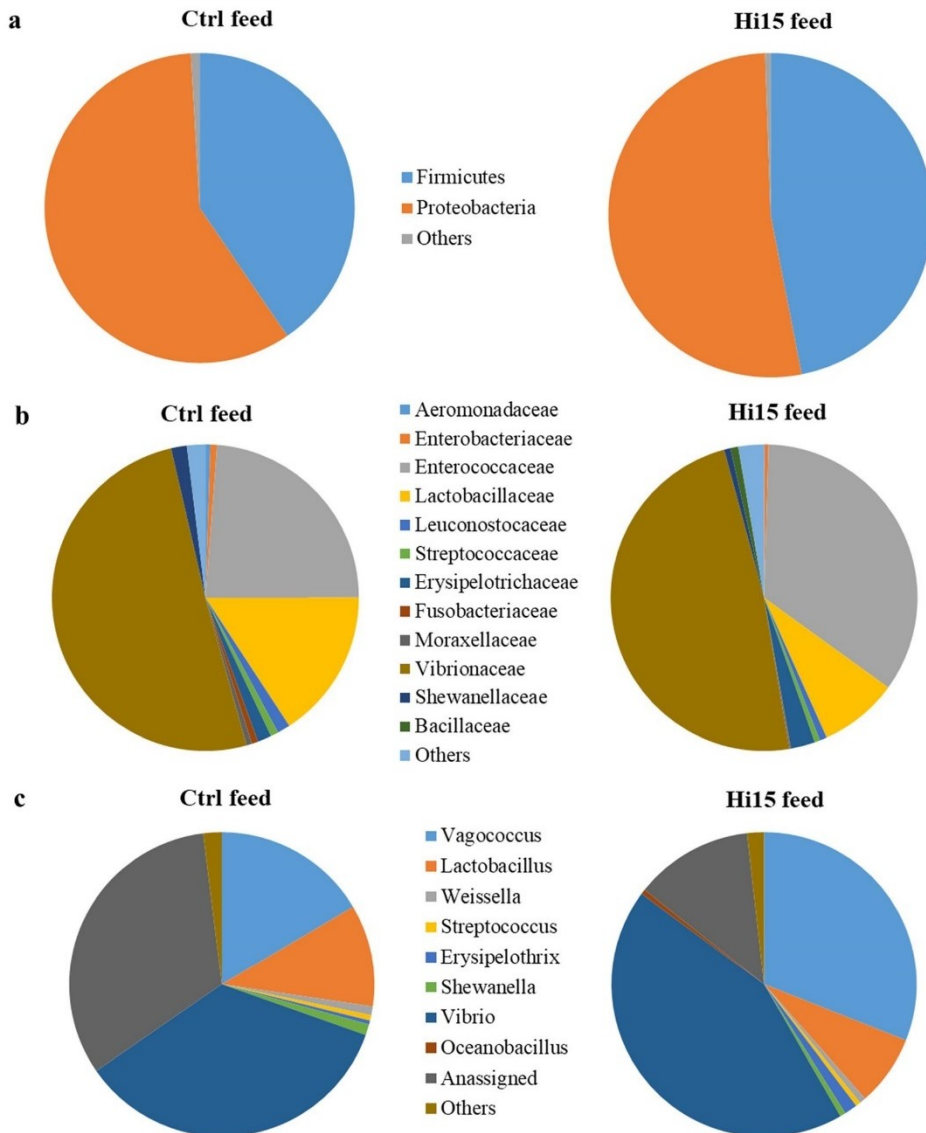 a
Ctrl feed
Hi15 feed
Firmicutes
Proteobacteria
Others
b
Ctrl feed
Hi15 feed
Aeromonadaceae
Enterobacteriaceae
Enterococcaceae
Lactobacillaceae
Leuconostocaceae
Streptococcaceae
Erysipelotrichaceae
Fusobacteriaceae
Moraxellaceae
Vibrionaceae
Shewanellaceae
Bacillaceae
Others
c
Ctrl feed
Hi15 feed
Vagococcus
Lactobacillus
Weissella
Streptococcus
Erysipelothrix
Shewanella
Vibrio
Oceanobacillus
Anassigned
Others